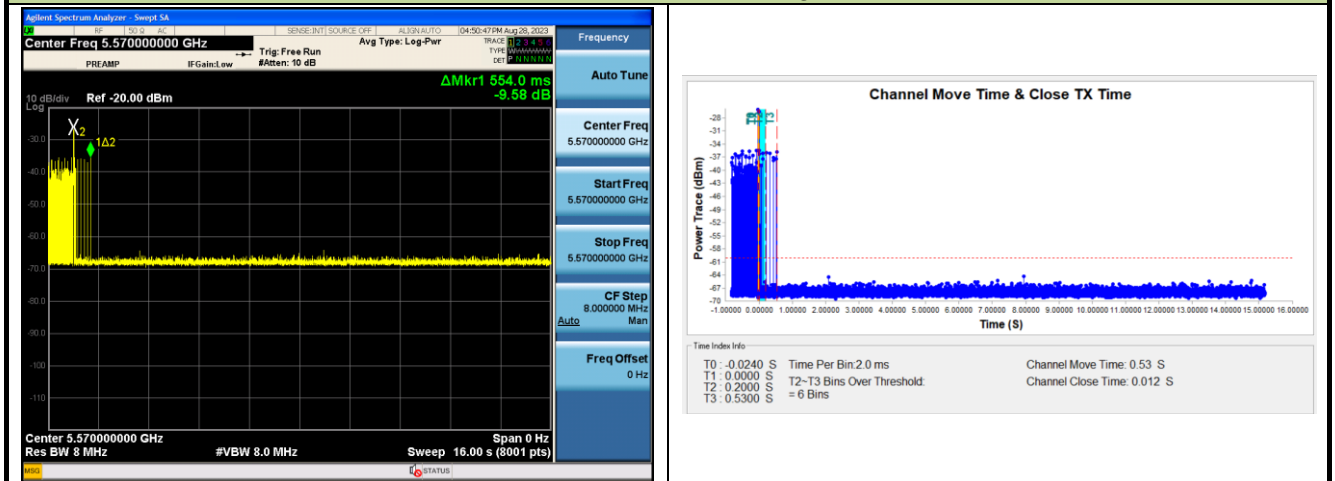 Agilent Spectrum Analyzer - Swept SA
RF 50 Ω AC SENSE:INT SOURCE OFF ALIGN AUTO 04:50:47 PM Aug 28, 2023
Center Freq 5.570000000 GHz
PREAMP IFGain:Low
Trig: Free Run
#Atten: 10 dB
Avg Type: Log-Pwr
TRACE 1 2 3 4 5 6
TYPE
DET P N N N N N
ΔMkr1 554.0 ms
-9.58 dB
10 dB/div Ref -20.00 dBm
Log
X2
1Δ2
-30.0
-40.0
-50.0
-60.0
-70.0
-80.0
-90.0
-100
-110
Center 5.570000000 GHz Span 0 Hz
Res BW 8 MHz #VBW 8.0 MHz Sweep 16.00 s (8001 pts)
MSG STATUS
Frequency
Auto Tune
Center Freq
5.570000000 GHz
Start Freq
5.570000000 GHz
Stop Freq
5.570000000 GHz
CF Step
8.000000 MHz
Auto Man
Freq Offset
0 Hz
Channel Move Time & Close TX Time
Power Trace (dBm)
-28
-31
-34
-37
-40
-43
-46
-49
-52
-55
-58
-61
-64
-67
-70
T3
-1.00000 0.00000 1.00000 2.00000 3.00000 4.00000 5.00000 6.00000 7.00000 8.00000 9.00000 10.00000 11.00000 12.00000 13.00000 14.00000 15.00000 16.00000
Time (S)
Time Index Info
T0 : -0.0240 S
T1 : 0.0000 S
T2 : 0.2000 S
T3 : 0.5300 S
Time Per Bin:2.0 ms
T2~T3 Bins Over Threshold:
= 6 Bins
Channel Move Time: 0.53 S
Channel Close Time: 0.012 S